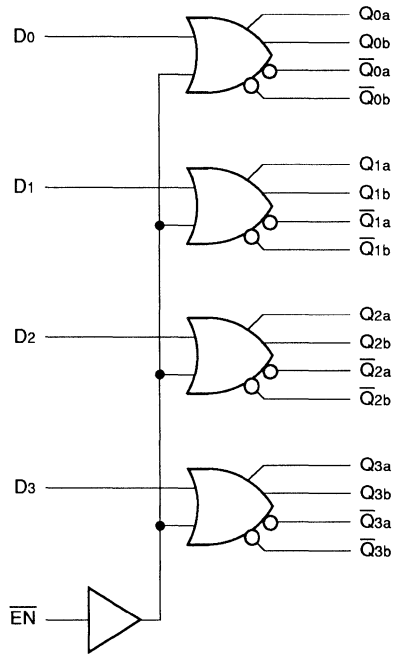 D0
Q0a
Q0b
Q̅0a
Q̅0b
D1
Q1a
Q1b
Q̅1a
Q̅1b
D2
Q2a
Q2b
Q̅2a
Q̅2b
D3
Q3a
Q3b
Q̅3a
Q̅3b
E̅N̅